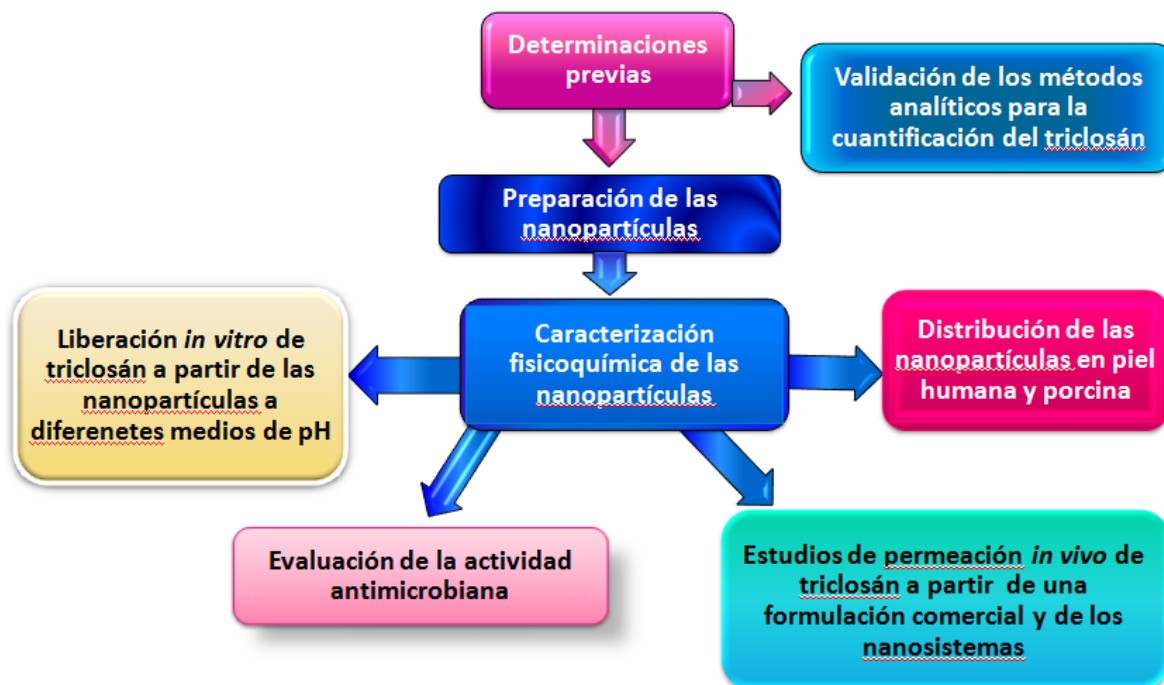 Determinaciones
previas
Validación de los métodos
analíticos para la
cuantificación del triclosán
Preparación de las
nanopartículas
Caracterización
fisicoquímica de las
nanopartículas
Liberación in vitro de
triclosán a partir de las
nanopartículas a
diferenetes medios de pH
Distribución de las
nanopartículas en piel
humana y porcina
Evaluación de la actividad
antimicrobiana
Estudios de permeación in vivo de
triclosán a partir de una
formulación comercial y de los
nanosistemas